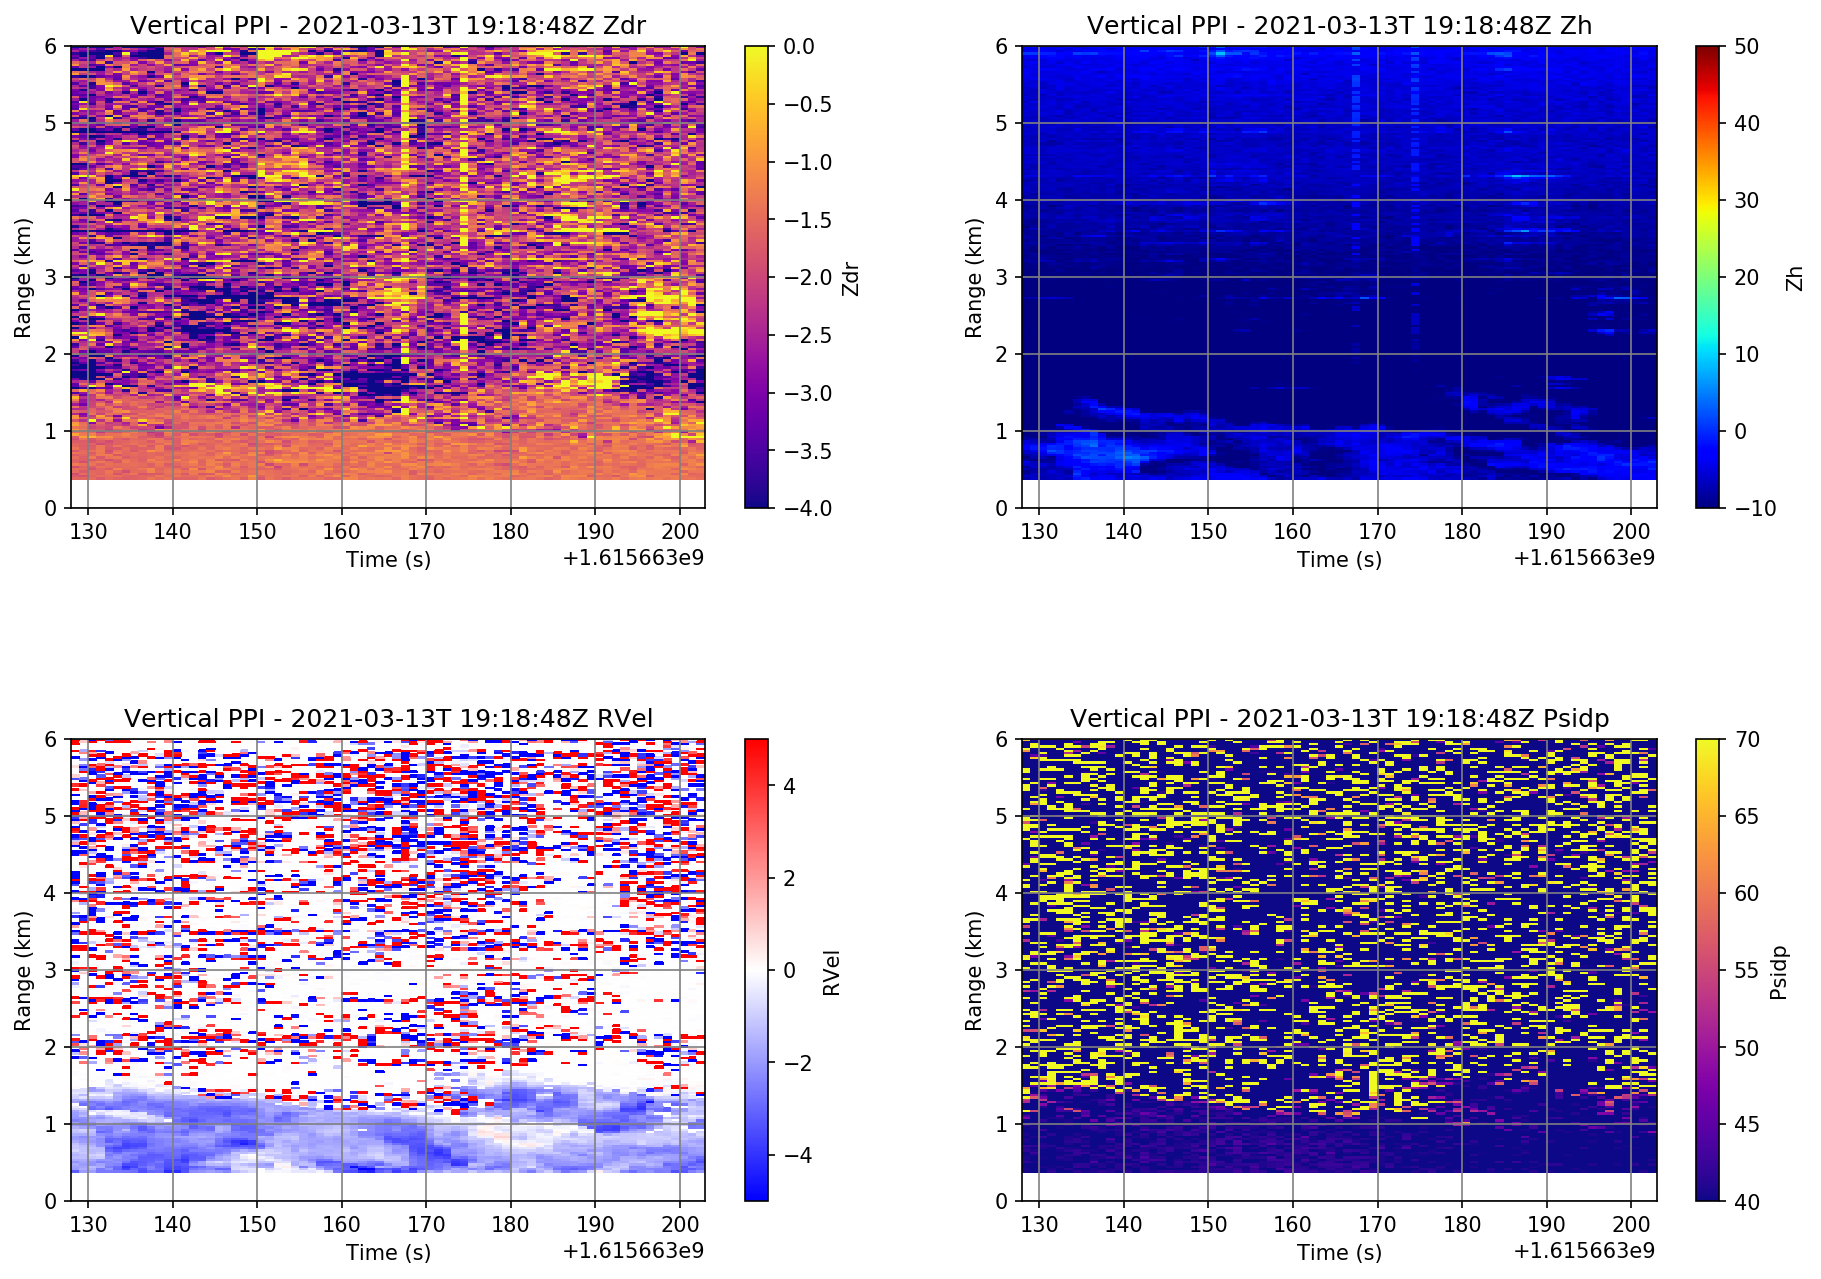 Vertical PPI - 2021-03-13T 19:18:48Z Zdr
6
5
4
3
2
1
0
Range (km)
130 140 150 160 170 180 190 200
Time (s)
+1.615663e9
0.0
−0.5
−1.0
−1.5
−2.0
−2.5
−3.0
−3.5
−4.0
Zdr
Vertical PPI - 2021-03-13T 19:18:48Z Zh
6
5
4
3
2
1
0
Range (km)
130 140 150 160 170 180 190 200
Time (s)
+1.615663e9
50
40
30
20
10
0
−10
Zh
Vertical PPI - 2021-03-13T 19:18:48Z RVel
6
5
4
3
2
1
0
Range (km)
130 140 150 160 170 180 190 200
Time (s)
+1.615663e9
4
2
0
−2
−4
RVel
Vertical PPI - 2021-03-13T 19:18:48Z Psidp
6
5
4
3
2
1
0
Range (km)
130 140 150 160 170 180 190 200
Time (s)
+1.615663e9
70
65
60
55
50
45
40
Psidp